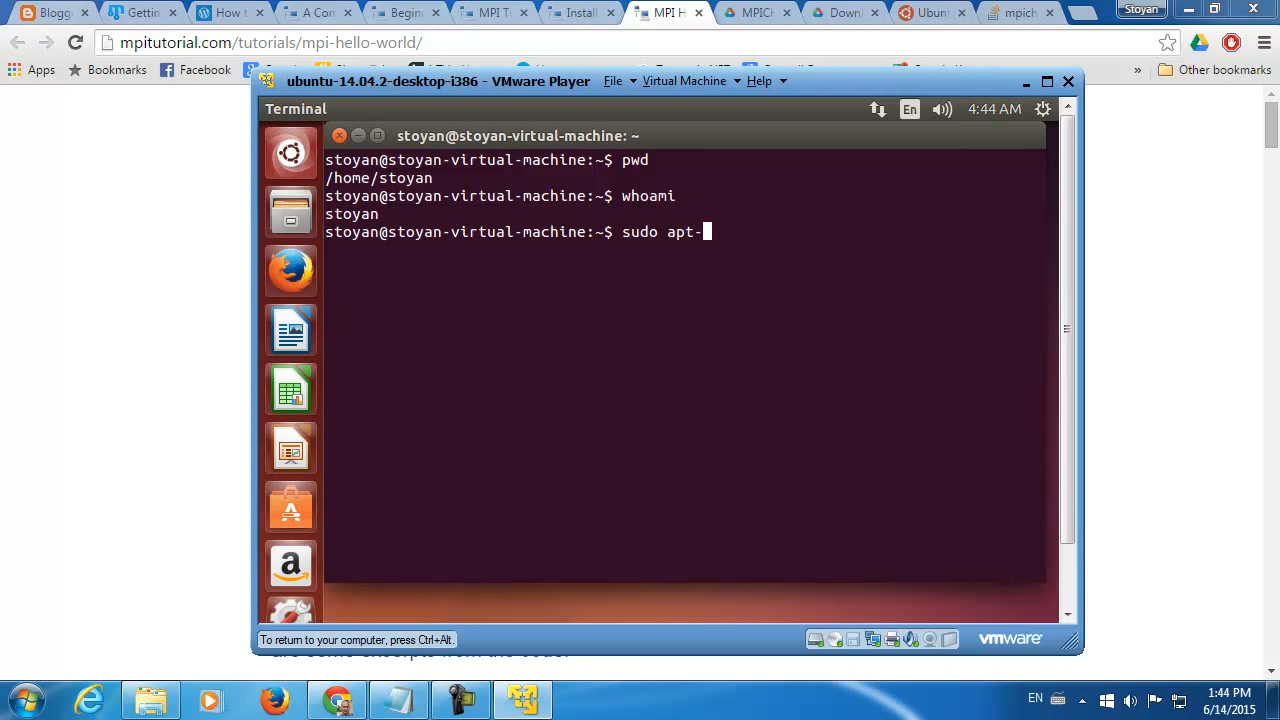 Blogg
Gettin
How t
A Com
Begin
MPI T
Install
MPI H
MPIC
Downl
Ubun
mpich
Stoyan
mpitutorial.com/tutorials/mpi-hello-world/
Apps
Bookmarks
Facebook
»
Other bookmarks
ubuntu-14.04.2-desktop-i386 - VMware Player
File
Virtual Machine
Help
Terminal
En
4:44 AM
stoyan@stoyan-virtual-machine: ~
stoyan@stoyan-virtual-machine:~$ pwd
/home/stoyan
stoyan@stoyan-virtual-machine:~$ whoami
stoyan
stoyan@stoyan-virtual-machine:~$ sudo apt-
To return to your computer, press Ctrl+Alt.
vmware
EN
1:44 PM
6/14/2015